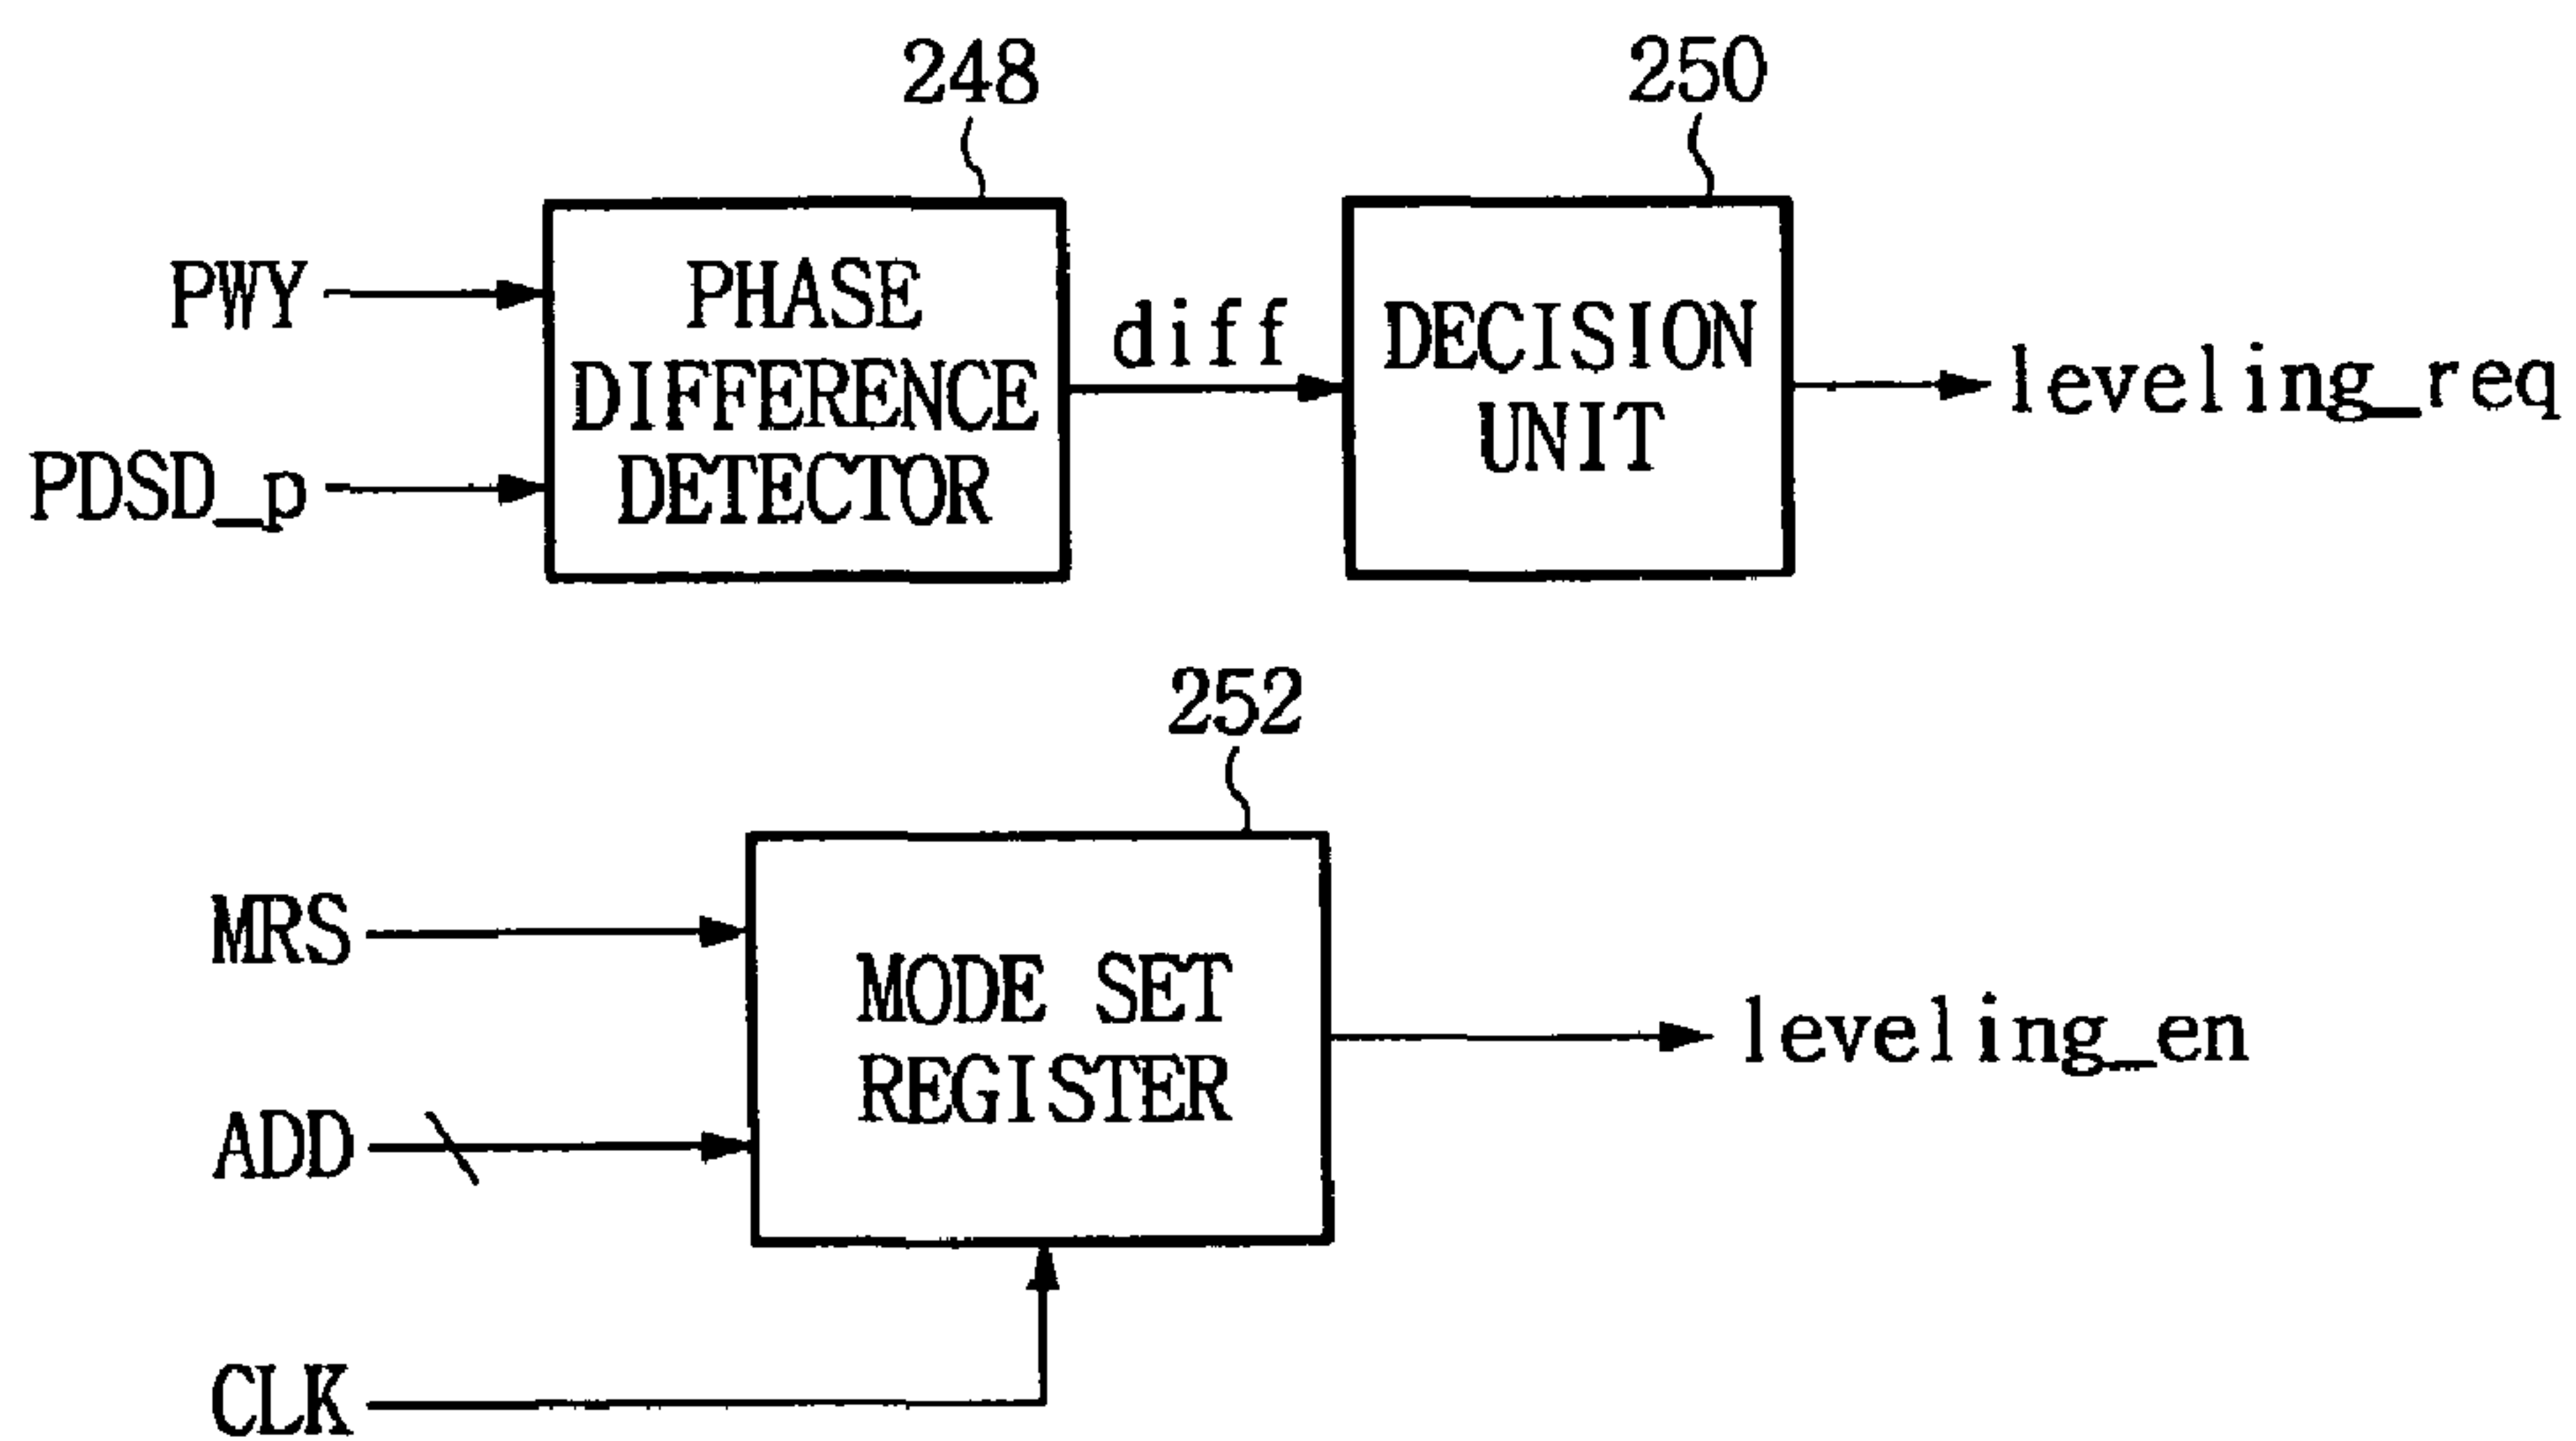 248
250
PWY
PDSD_p
PHASE
DIFFERENCE
DETECTOR
diff
DECISION
UNIT
leveling_req
252
MRS
ADD
CLK
MODE SET
REGISTER
leveling_en